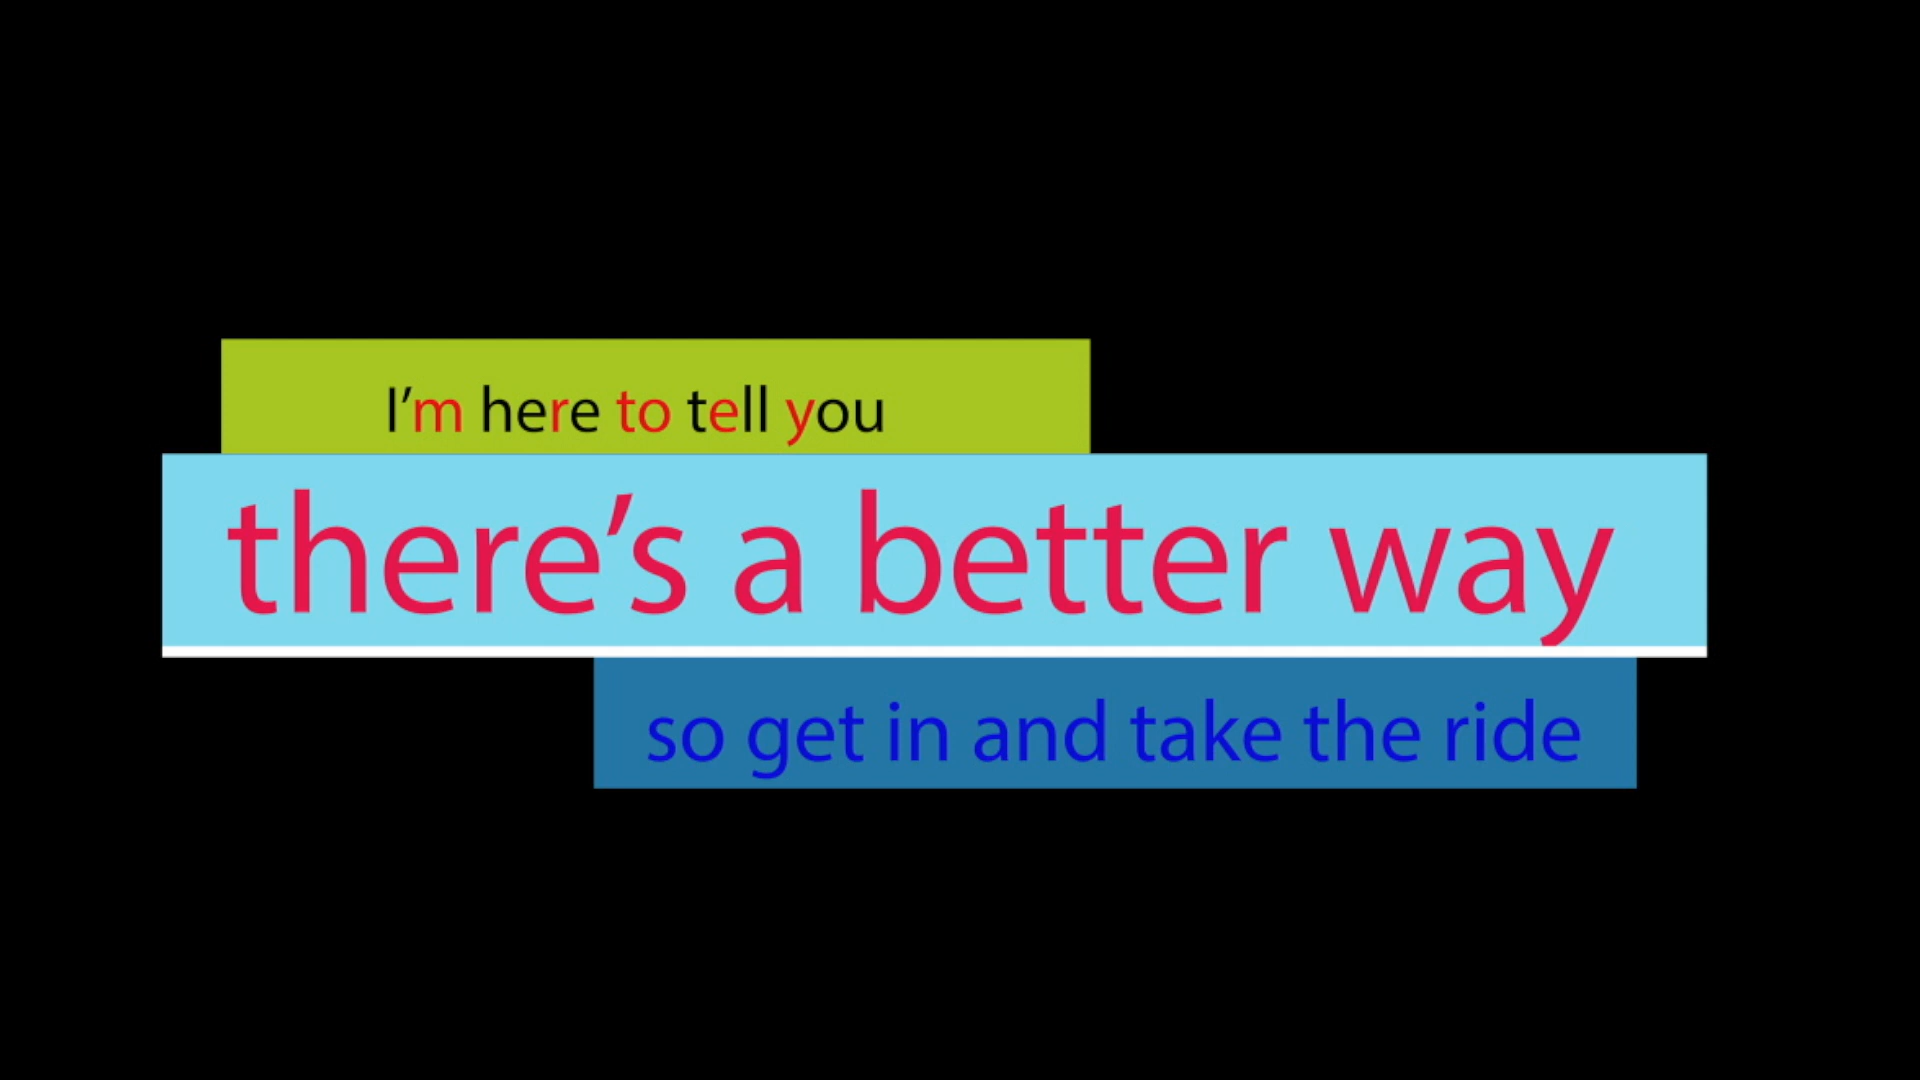 I’m here to tell you
there’s a better way
so get in and take the ride